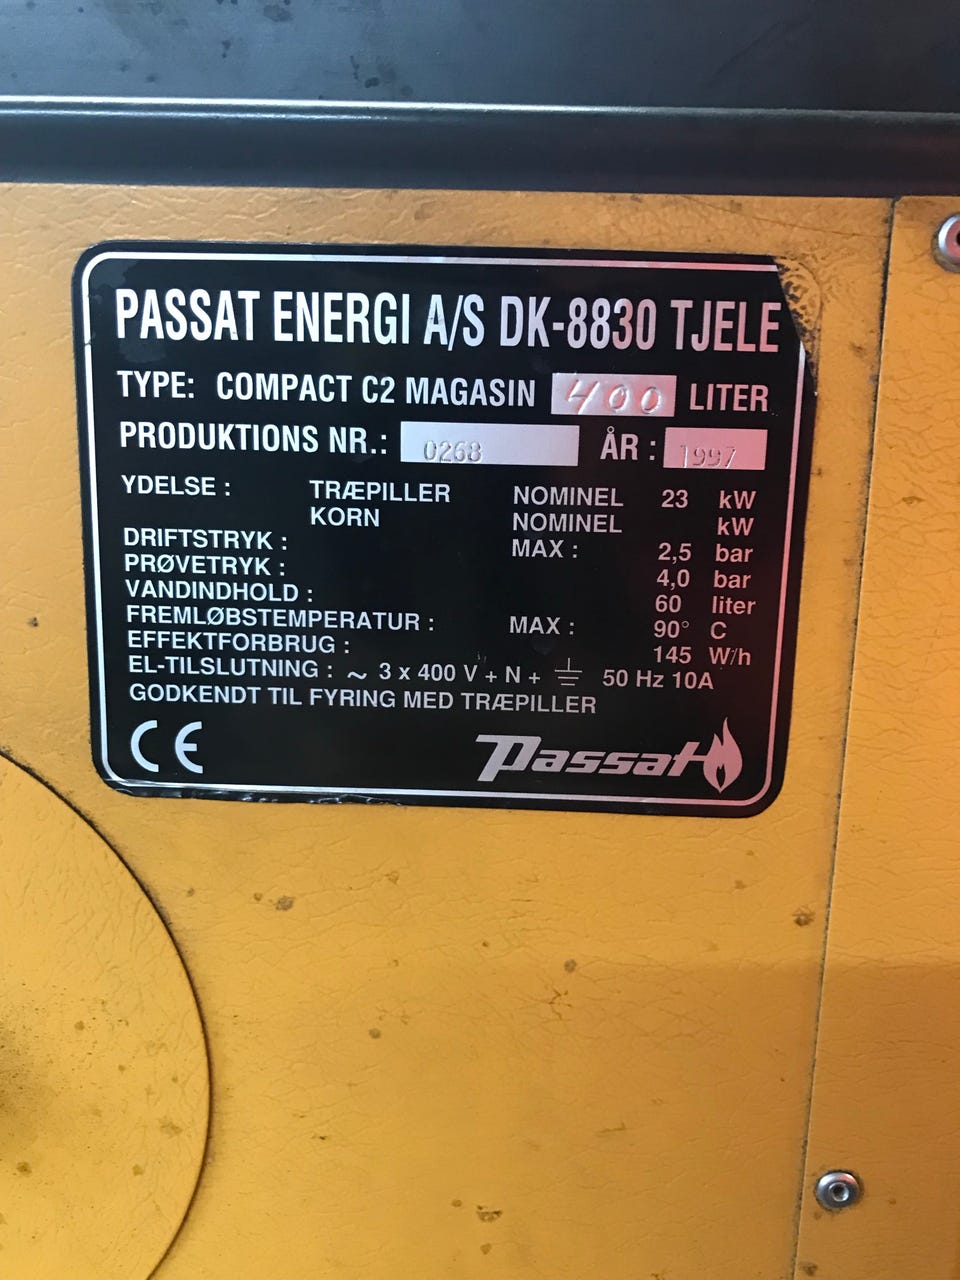 PASSAT ENERGI A/S DK-8830 TJELE
TYPE: COMPACT C2 MAGASIN 400 LITER
PRODUKTIONS NR.: 0268 ÅR : 1997
YDELSE : TRÆPILLER NOMINEL 23 kW
KORN NOMINEL kW
DRIFTSTRYK : MAX : 2,5 bar
PRØVETRYK : 4,0 bar
VANDINDHOLD : 60 liter
FREMLØBSTEMPERATUR : MAX : 90° C
EFFEKTFORBRUG : 145 W/h
EL-TILSLUTNING : ~ 3 x 400 V + N + ⏚ 50 Hz 10A
GODKENDT TIL FYRING MED TRÆPILLER
CE Passat